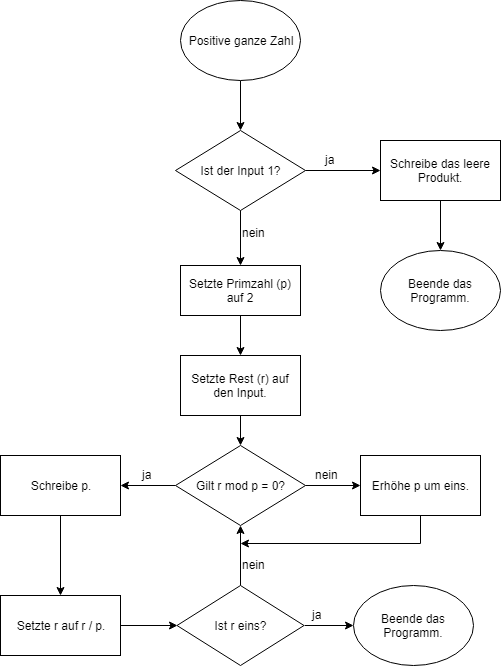 Positive ganze Zahl
Ist der Input 1?
ja
Schreibe das leere
Produkt.
nein
Beende das
Programm.
Setzte Primzahl (p)
auf 2
Setzte Rest (r) auf
den Input.
Gilt r mod p = 0?
ja
Schreibe p.
nein
Erhöhe p um eins.
nein
Setzte r auf r / p.
Ist r eins?
ja
Beende das
Programm.